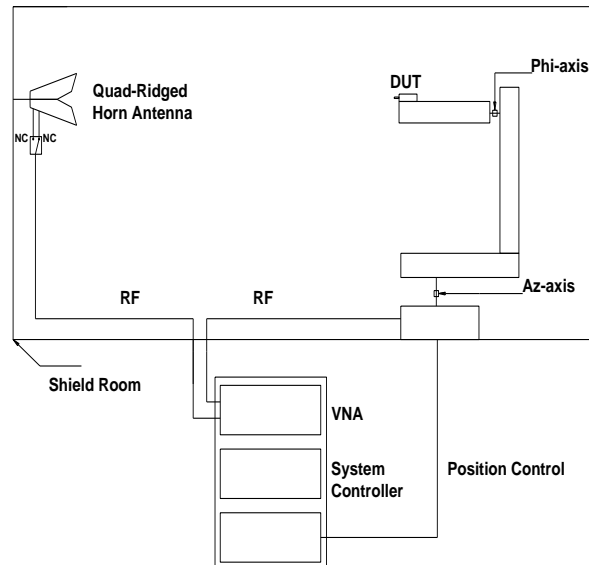 Phi-axis
DUT
Quad-Ridged
Horn Antenna
NC NC
Az-axis
RF RF
Shield Room
VNA
System
Controller
Position Control